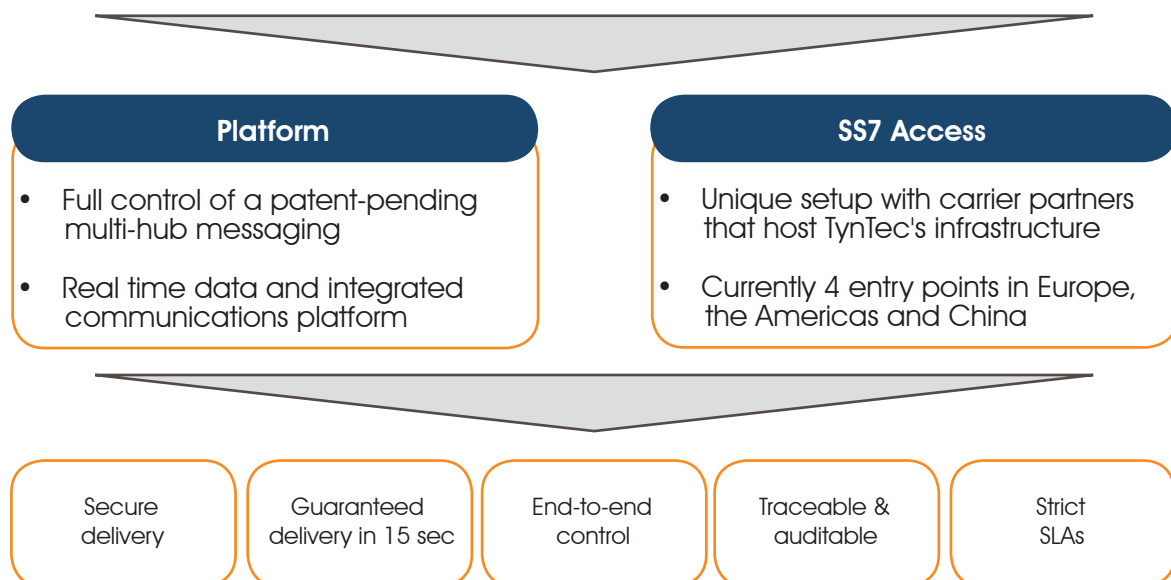 Platform
• Full control of a patent-pending
multi-hub messaging
• Real time data and integrated
communications platform
SS7 Access
• Unique setup with carrier partners
that host TynTec's infrastructure
• Currently 4 entry points in Europe,
the Americas and China
Secure
delivery
Guaranteed
delivery in 15 sec
End-to-end
control
Traceable &
auditable
Strict
SLAs